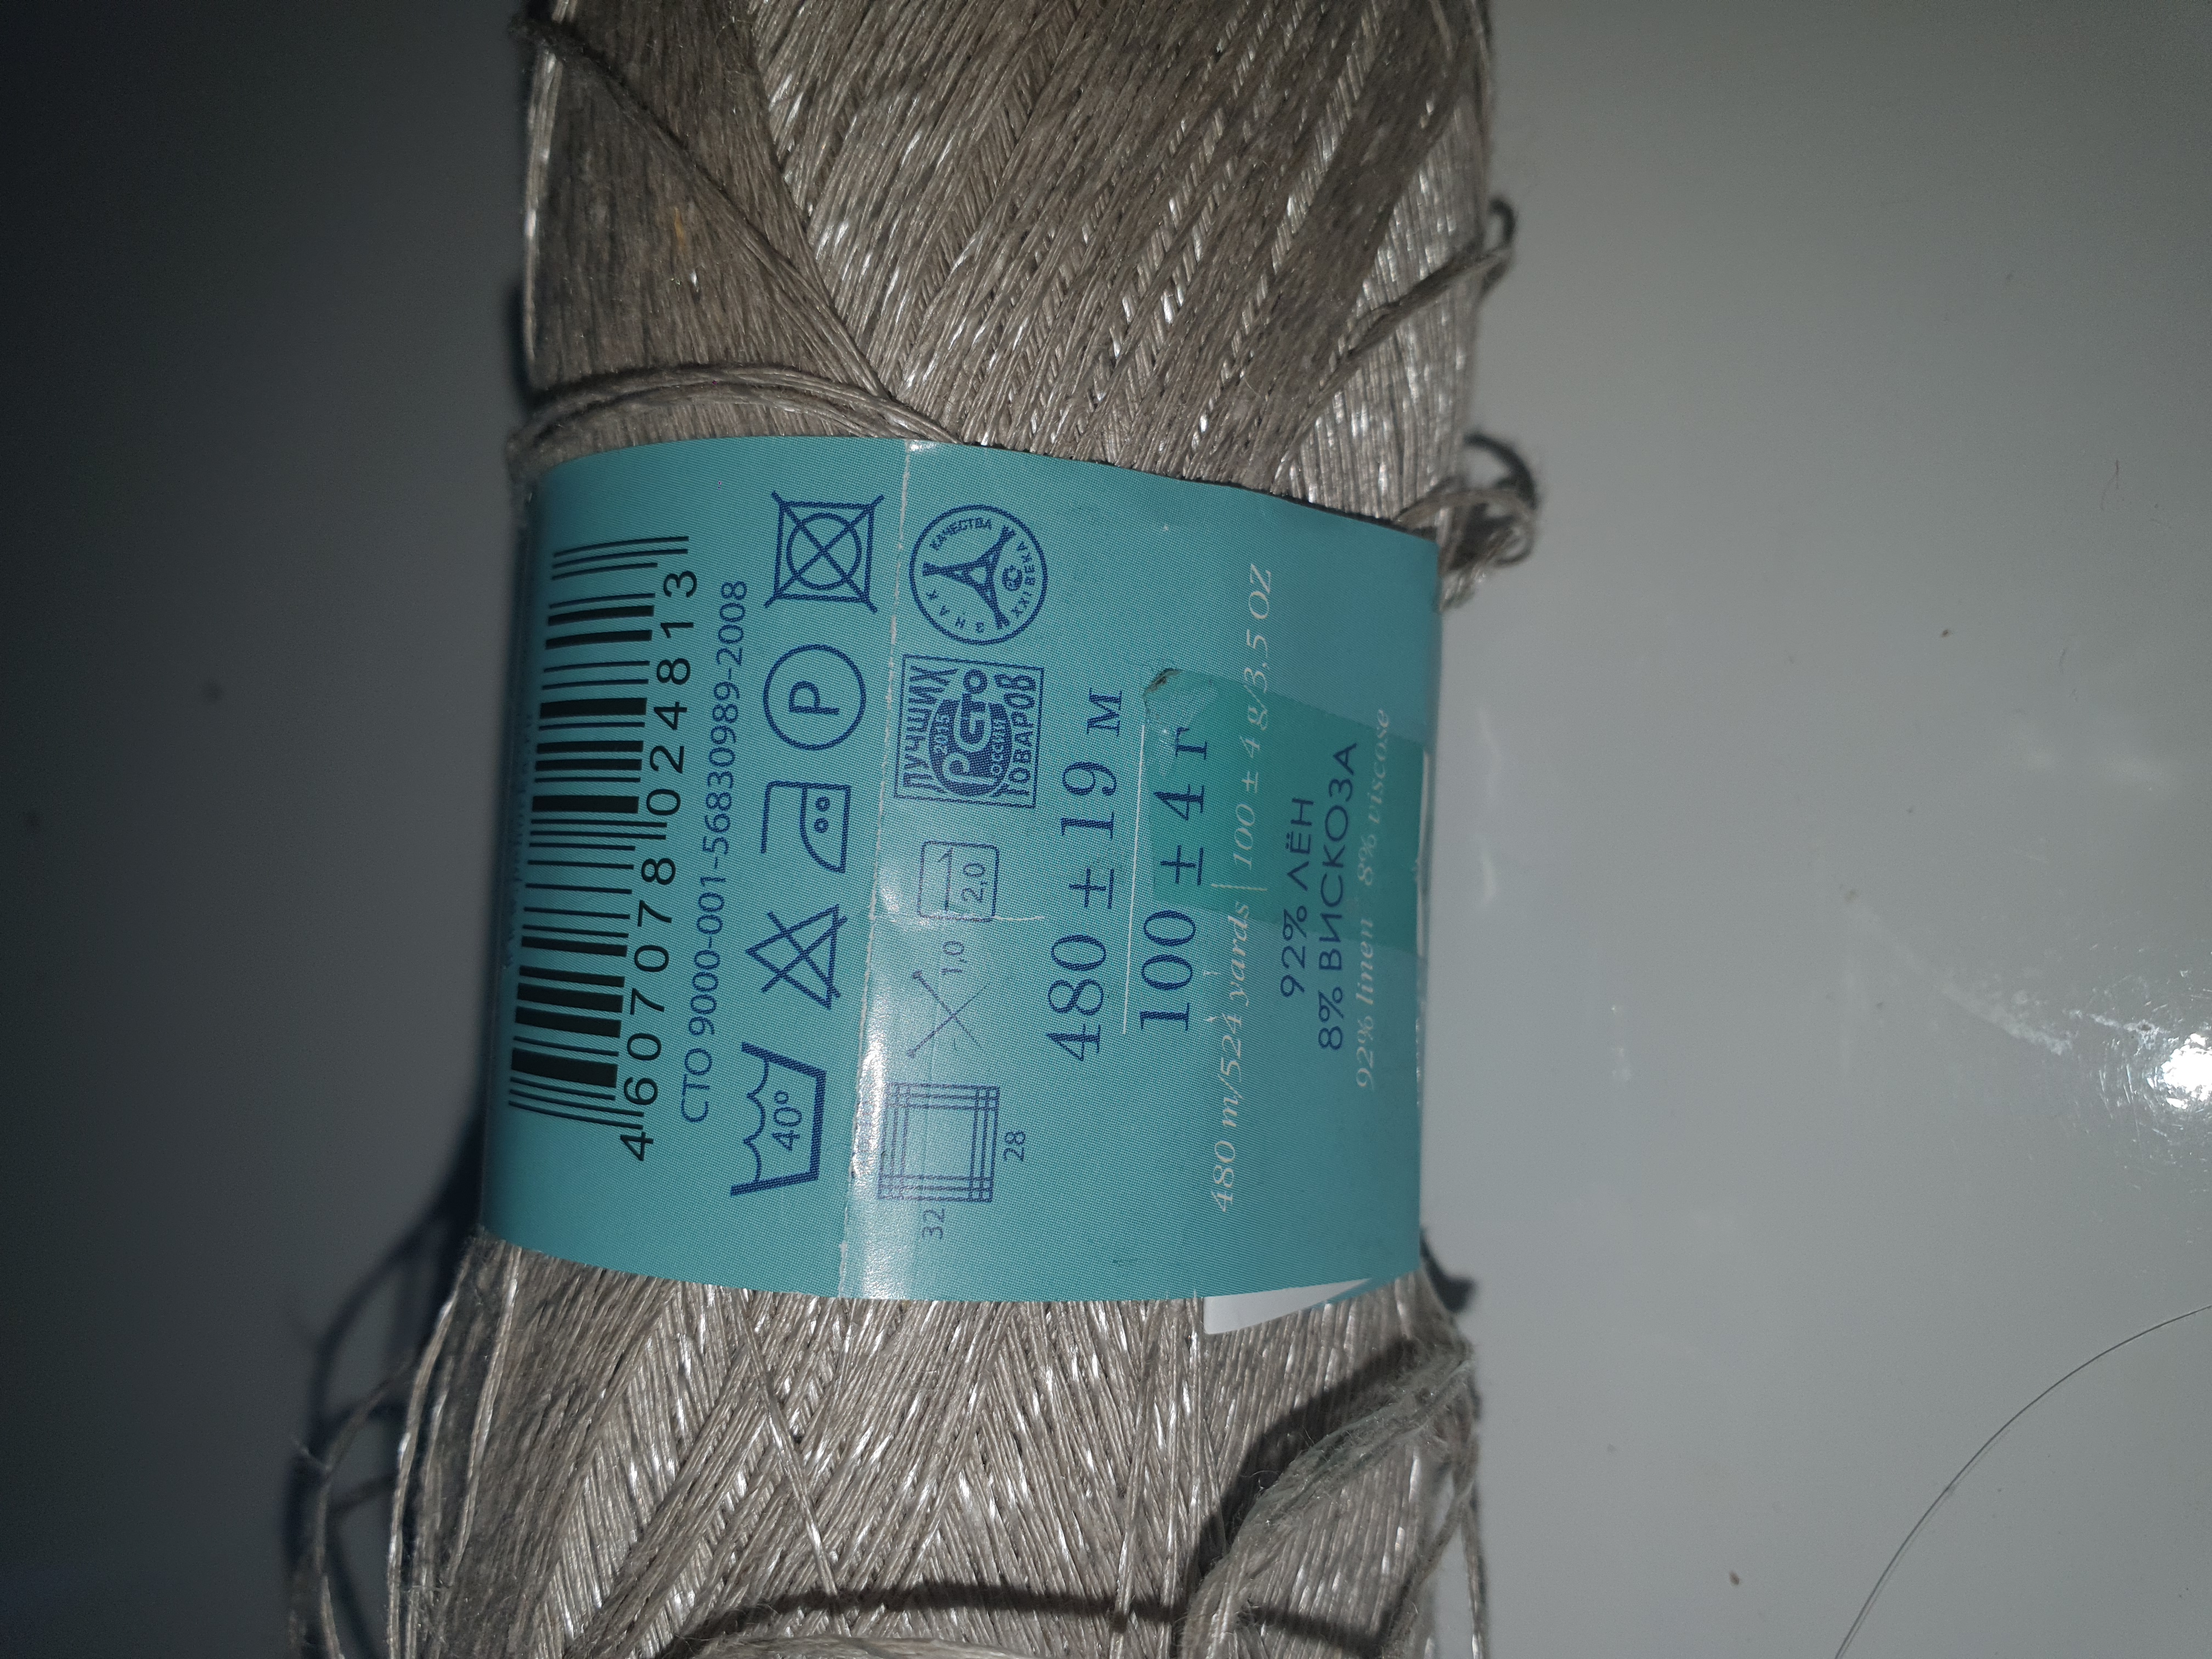 4 607078 024813
СТО 9000-001-56830989-2008
40°
P
ЗНАК КАЧЕСТВА XXI ВЕКА
ЛУЧШИХ
2015
РСТО
РОССИИ
ТОВАРОВ
32
28
1,0
2,0
480 ± 19 м
100 ± 4 г
480 m/524 yards | 100 ± 4 g/3,5 OZ
92% ЛЁН
8% ВИСКОЗА
92% linen 8% viscose